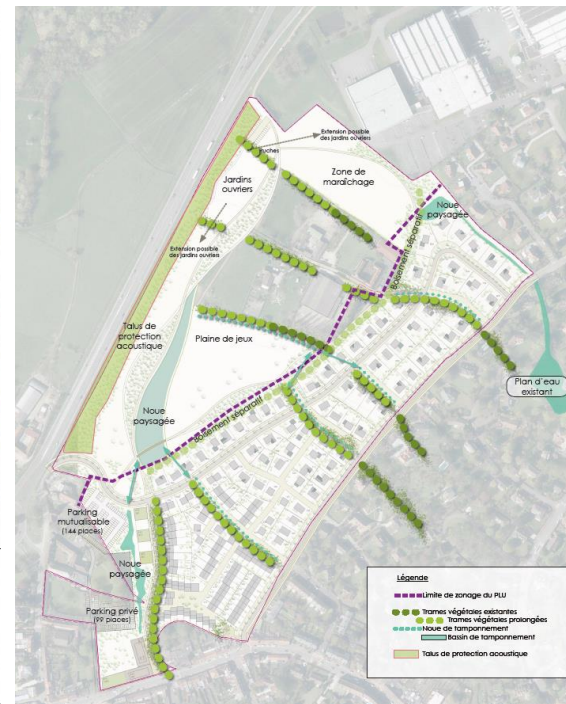 Extension possible
des jardins ouvriers
Ruches
Jardins
ouvriers
Zone de
maraîchage
Noue
paysagée
Boisement séparatif
Extension possible
des jardins ouvriers
Talus de
protection
acoustique
Plaine de jeux
Plan d'eau
existant
Boisement séparatif
Noue
paysagée
Parking
mutualisable
(144 places)
Noue
paysagée
Parking privé
(99 places)
Légende
Limite de zonage du PLU
Trames végétales existantes
Trames végétales prolongées
Noue de tamponnement
Bassin de tamponnement
Talus de protection acoustique